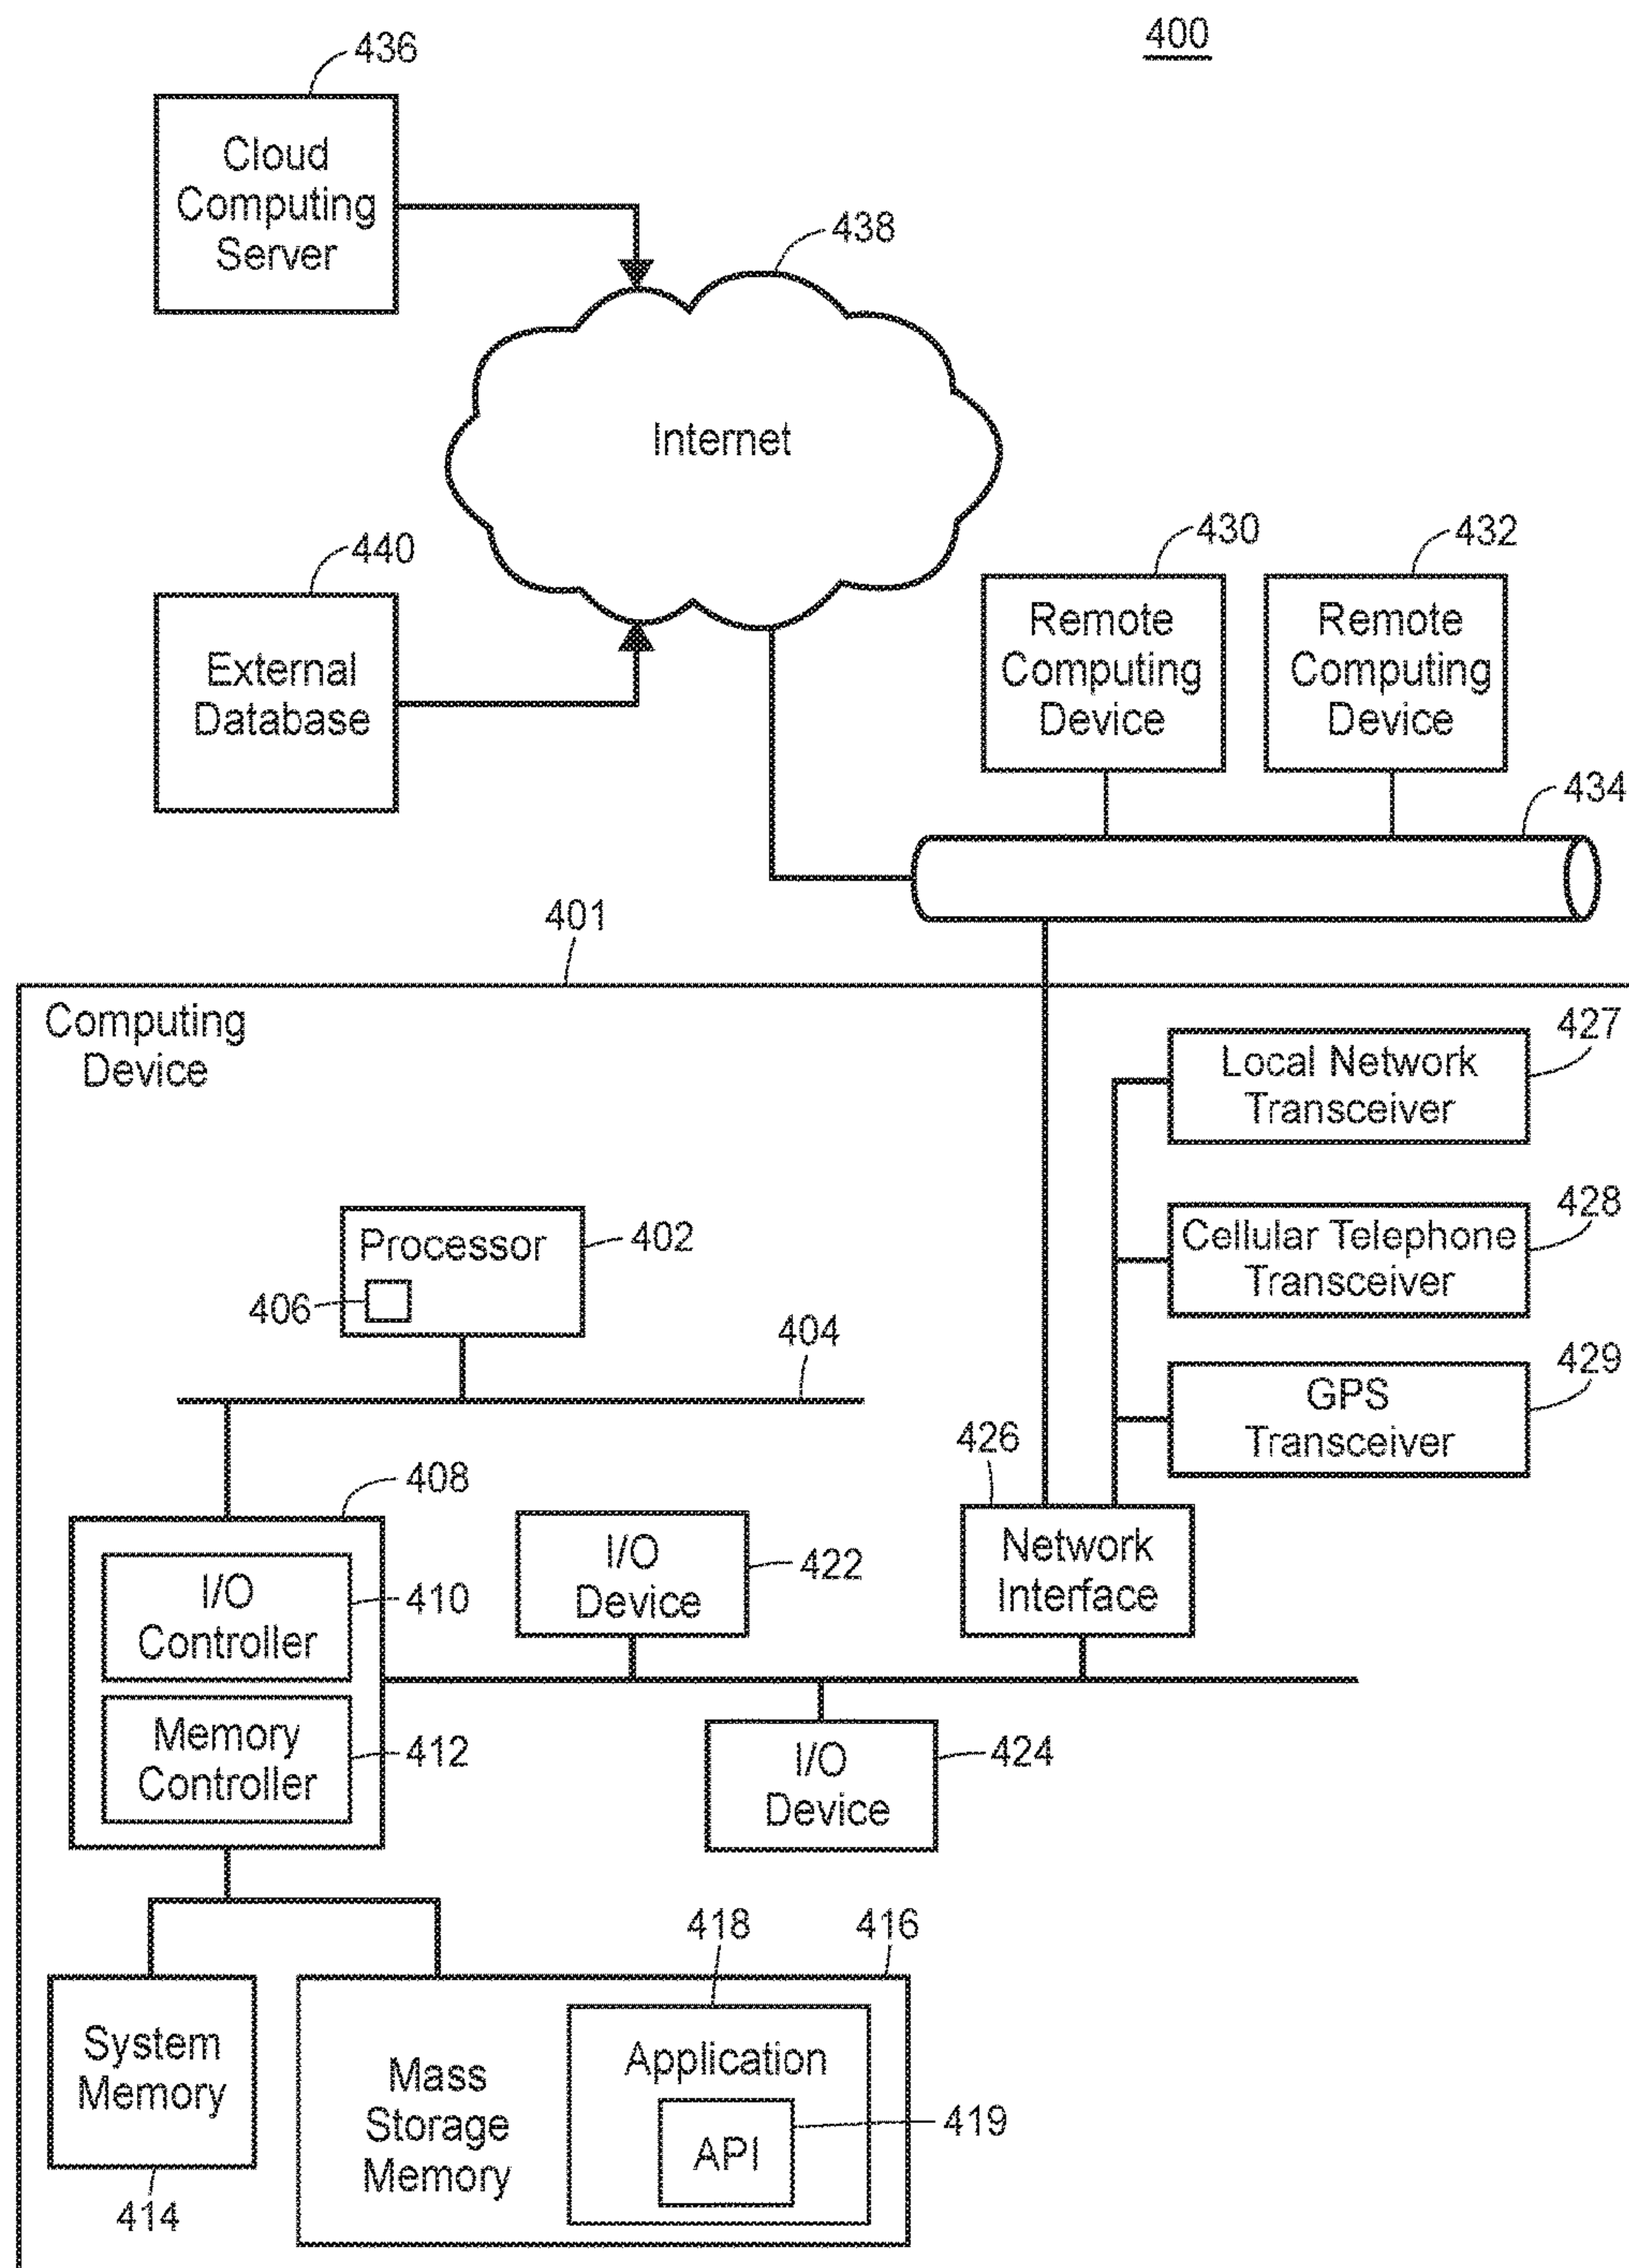 400
436
Cloud
Computing
Server
438
Internet
440
External
Database
430
Remote
Computing
Device
432
Remote
Computing
Device
434
401
Computing
Device
427
Local Network
Transceiver
428
Cellular Telephone
Transceiver
429
GPS
Transceiver
Processor
402
406
404
426
Network
Interface
408
I/O
Controller
410
Memory
Controller
412
I/O
Device
422
I/O
Device
424
418
416
System
Memory
414
Mass
Storage
Memory
Application
API
419